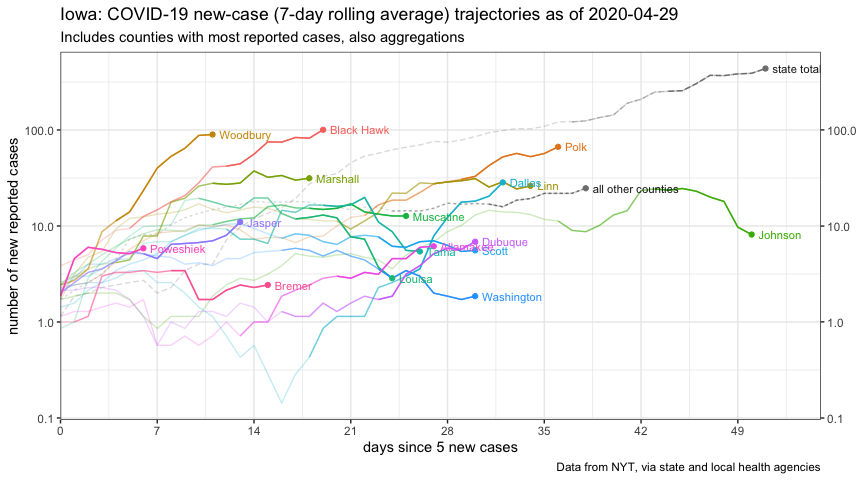 Iowa: COVID-19 new-case (7-day rolling average) trajectories as of 2020-04-29
Includes counties with most reported cases, also aggregations
state total
100.0
100.0
Woodbury
Black Hawk
Polk
Marshall
Dallas
Linn
all other counties
Muscatine
10.0
10.0
Jasper
Johnson
Poweshiek
Allamakee
Dubuque
Tama
Scott
Bremer
Louisa
Washington
1.0
1.0
0.1
0.1
number of new reported cases
0
7
14
21
28
35
42
49
days since 5 new cases
Data from NYT, via state and local health agencies